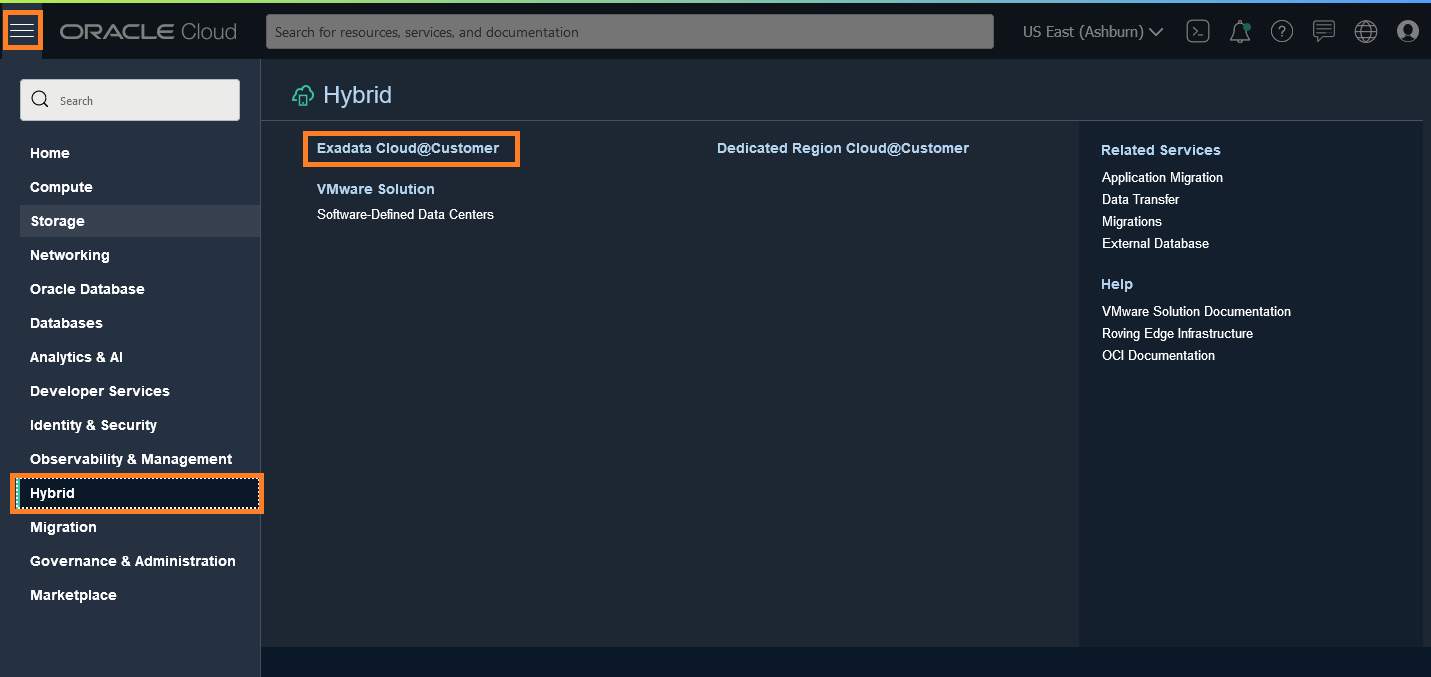 ORACLE Cloud
Search for resources, services, and documentation
US East (Ashburn)
Search
Home
Compute
Storage
Networking
Oracle Database
Databases
Analytics & AI
Developer Services
Identity & Security
Observability & Management
Hybrid
Migration
Governance & Administration
Marketplace
Hybrid
Exadata Cloud@Customer
VMware Solution
Software-Defined Data Centers
Dedicated Region Cloud@Customer
Related Services
Application Migration
Data Transfer
Migrations
External Database
Help
VMware Solution Documentation
Roving Edge Infrastructure
OCI Documentation